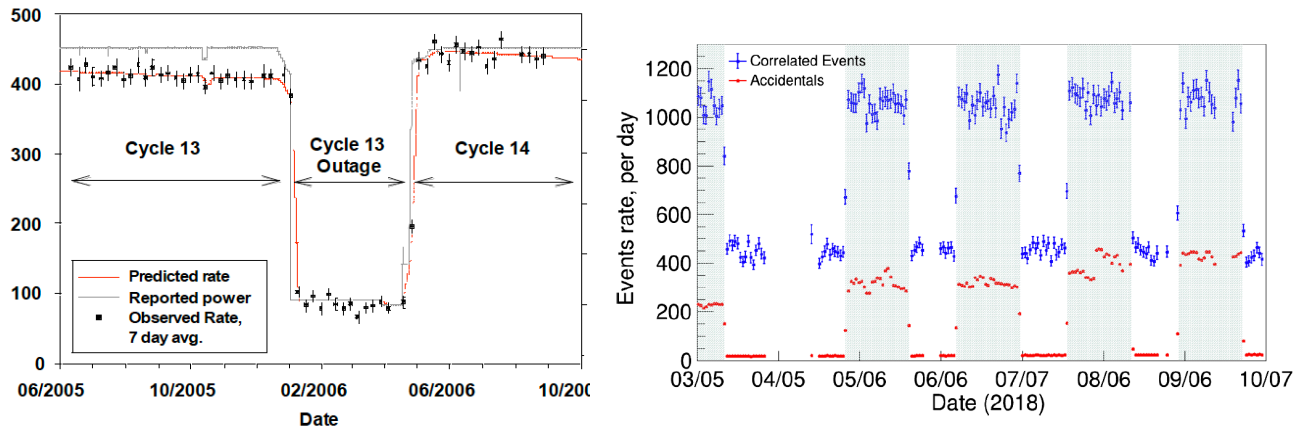 500
400
300
200
100
0
Cycle 13
Cycle 13
Outage
Cycle 14
Predicted rate
Reported power
Observed Rate,
7 day avg.
06/2005 10/2005 02/2006 06/2006 10/200
Date
Events rate, per day
1200
1000
800
600
400
200
0
Correlated Events
Accidentals
03/05 04/05 05/06 06/06 07/07 08/06 09/06 10/07
Date (2018)